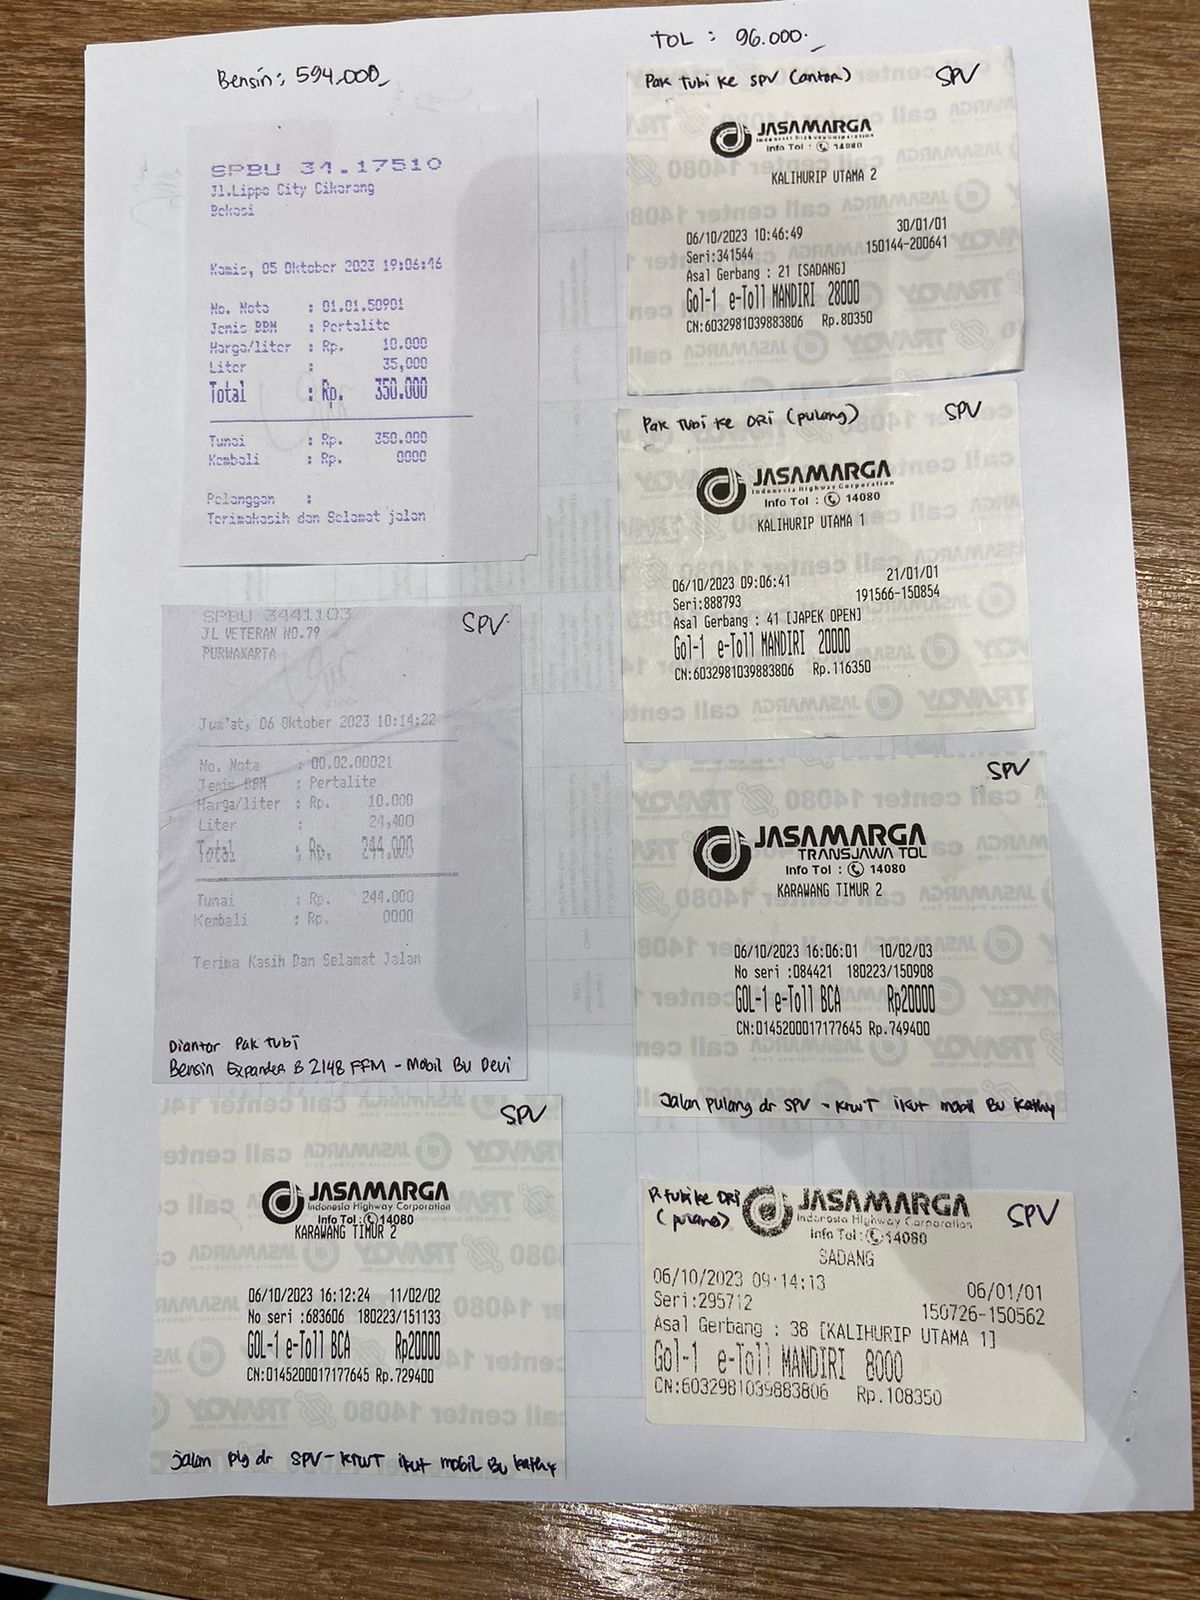 Bensin: 594.000,-
SPBU 34.17510
Jl.Lippo City Cikarang
Bekasi
Kamis, 05 Oktober 2023 19:06:46
No. Nota : 01.01.50901
Jenis BBM : Pertalite
Harga/liter : Rp. 10.000
Liter : 35,000
Total : Rp. 350.000
Tunai : Rp. 350.000
Kembali : Rp. 0000
Pelanggan :
Terimakasih dan Selamat jalan
SPBU 3441103
SPV
JL VETERAN NO.79
PURWAKARTA
Jum'at, 06 Oktober 2023 10:14:22
No. Nota : 00.02.00021
Jenis BBM : Pertalite
Harga/liter : Rp. 10.000
Liter : 24,400
Total : Rp. 244.000
Tunai : Rp. 244.000
Kembali : Rp. 0000
Terima Kasih Dan Selamat Jalan
Diantar Pak tubi
Bensin Expander B 2148 FFM - Mobil Bu Devi
SPV
JASAMARGA
Indonesia Highway Corporation
Info Tol : 14080
KARAWANG TIMUR 2
06/10/2023 16:12:24 11/02/02
No seri :683606 180223/151133
GOL-1 e-Toll BCA Rp20000
CN:0145200017177645 Rp.729400
jalan plg dr SPV - KRWT ikut mobil Bu kathy
TOL : 96.000.-
Pak tubi ke SPV (antar) SPV
JASAMARGA
Indonesia Highway Corporation
Info Tol : 14080
KALIHURIP UTAMA 2
06/10/2023 10:46:49 30/01/01
Seri:341544 150144-200641
Asal Gerbang : 21 [SADANG]
Gol-1 e-Toll MANDIRI 28000
CN:6032981039883806 Rp.80350
Pak Tubi ke DRi (pulang) SPV
JASAMARGA
Indonesia Highway Corporation
Info Tol : 14080
KALIHURIP UTAMA 1
06/10/2023 09:06:41 21/01/01
Seri:888793 191566-150854
Asal Gerbang : 41 [JAPEK OPEN]
Gol-1 e-Toll MANDIRI 20000
CN:6032981039883806 Rp.116350
SPV
JASAMARGA
TRANSJAWA TOL
Info Tol : 14080
KARAWANG TIMUR 2
06/10/2023 16:06:01 10/02/03
No seri :084421 180223/150908
GOL-1 e-Toll BCA Rp20000
CN:0145200017177645 Rp.749400
Jalan pulang dr SPV - KRWT ikut mobil Bu Kathy
P.tubi ke DRi
(pulang)
SPV
JASAMARGA
Indonesia Highway Corporation
Info Tol : 14080
SADANG
06/10/2023 09:14:13 06/01/01
Seri:295712 150726-150562
Asal Gerbang : 38 [KALIHURIP UTAMA 1]
Gol-1 e-Toll MANDIRI 8000
CN:6032981039883806 Rp.108350